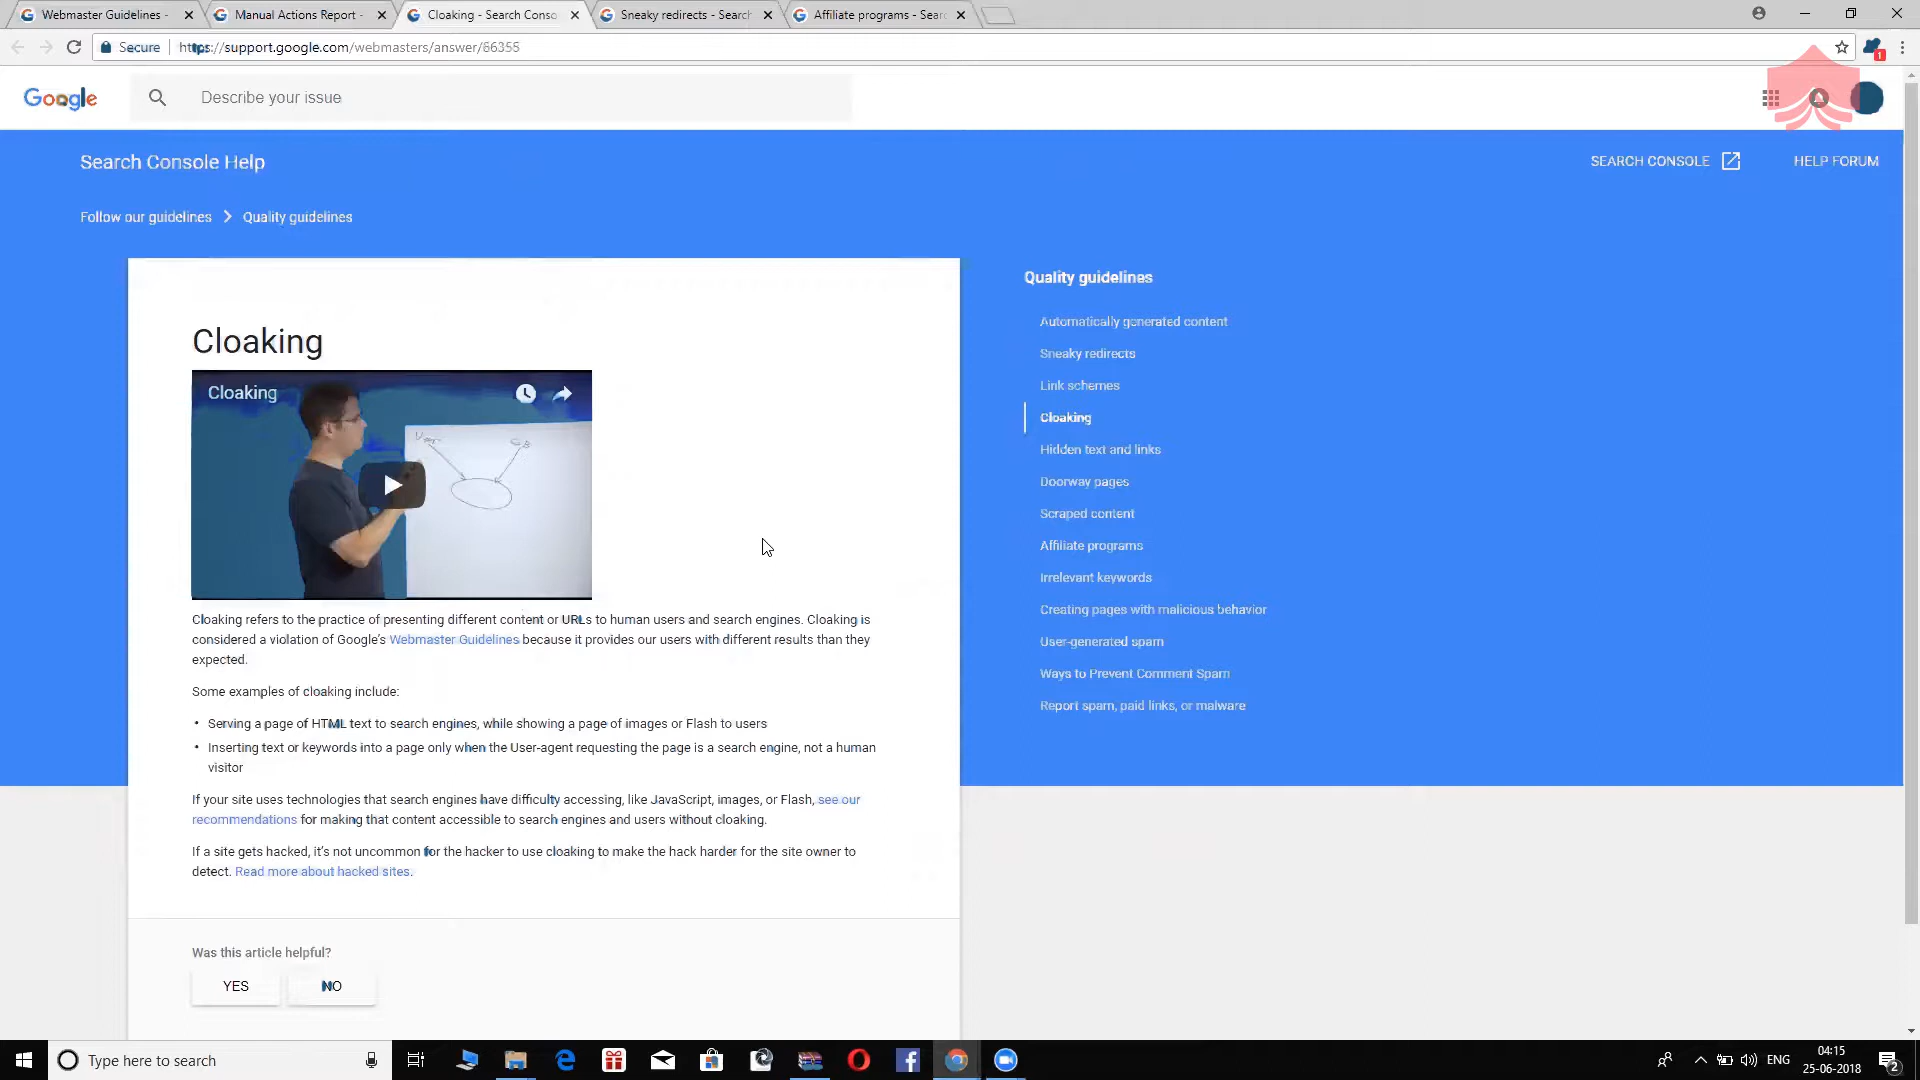 Webmaster Guidelines -
Manual Actions Report -
Cloaking - Search Conso
Sneaky redirects - Search
Affiliate programs - Sear
Secure
https://support.google.com/webmasters/answer/66355
1
Google
Describe your issue
Search Console Help
SEARCH CONSOLE
HELP FORUM
Follow our guidelines
Quality guidelines
Cloaking
Cloaking
User
GB
Cloaking refers to the practice of presenting different content or URLs to human users and search engines. Cloaking is
considered a violation of Google's Webmaster Guidelines because it provides our users with different results than they
expected.
Some examples of cloaking include:
• Serving a page of HTML text to search engines, while showing a page of images or Flash to users
• Inserting text or keywords into a page only when the User-agent requesting the page is a search engine, not a human
visitor
If your site uses technologies that search engines have difficulty accessing, like JavaScript, images, or Flash, see our
recommendations for making that content accessible to search engines and users without cloaking.
If a site gets hacked, it's not uncommon for the hacker to use cloaking to make the hack harder for the site owner to
detect. Read more about hacked sites.
Was this article helpful?
YES
NO
Quality guidelines
Automatically generated content
Sneaky redirects
Link schemes
Cloaking
Hidden text and links
Doorway pages
Scraped content
Affiliate programs
Irrelevant keywords
Creating pages with malicious behavior
User-generated spam
Ways to Prevent Comment Spam
Report spam, paid links, or malware
Type here to search
ENG
04:15
25-06-2018
2